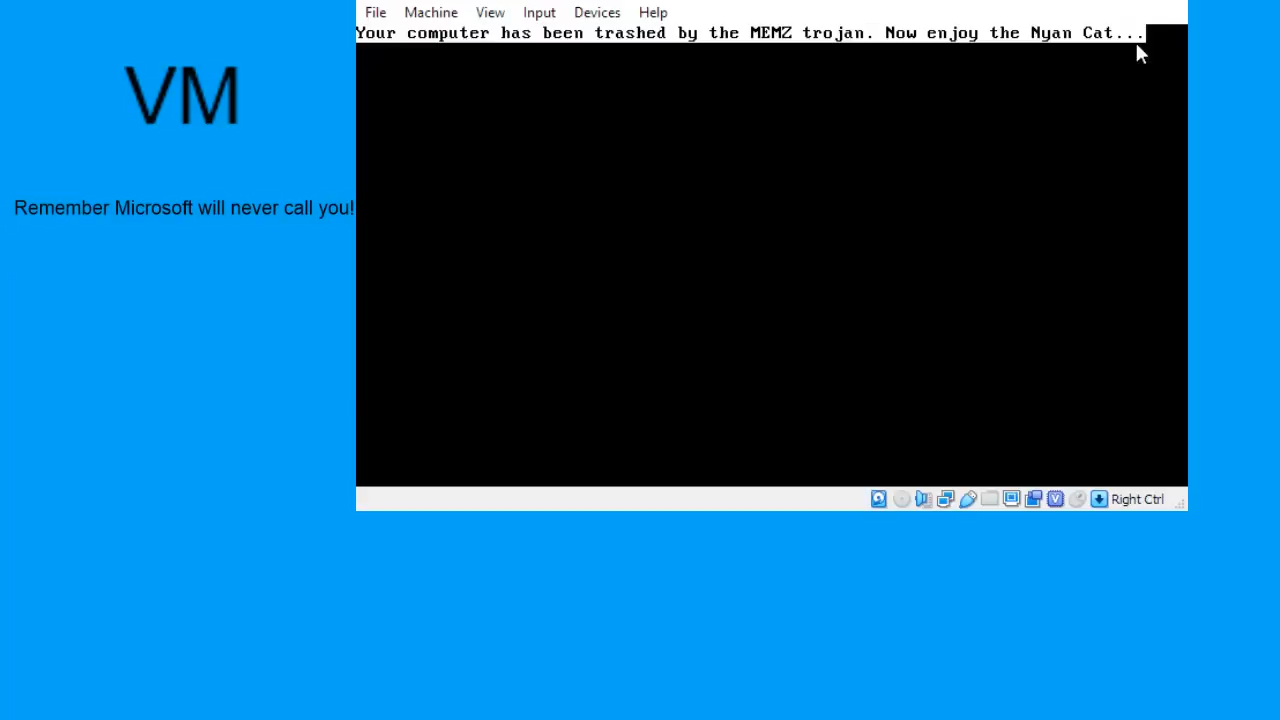 File Machine View Input Devices Help
Your computer has been trashed by the MEMZ trojan. Now enjoy the Nyan Cat...
VM
Remember Microsoft will never call you!
V
Right Ctrl